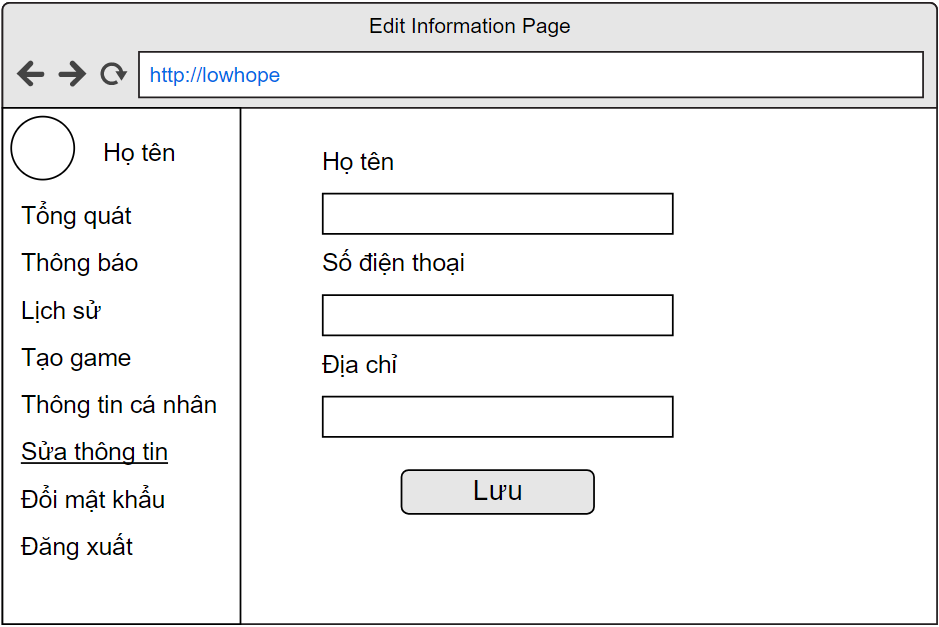 Edit Information Page
http://lowhope
Họ tên
Tổng quát
Thông báo
Lịch sử
Tạo game
Thông tin cá nhân
Sửa thông tin
Đổi mật khẩu
Đăng xuất
Họ tên
Số điện thoại
Địa chỉ
Lưu